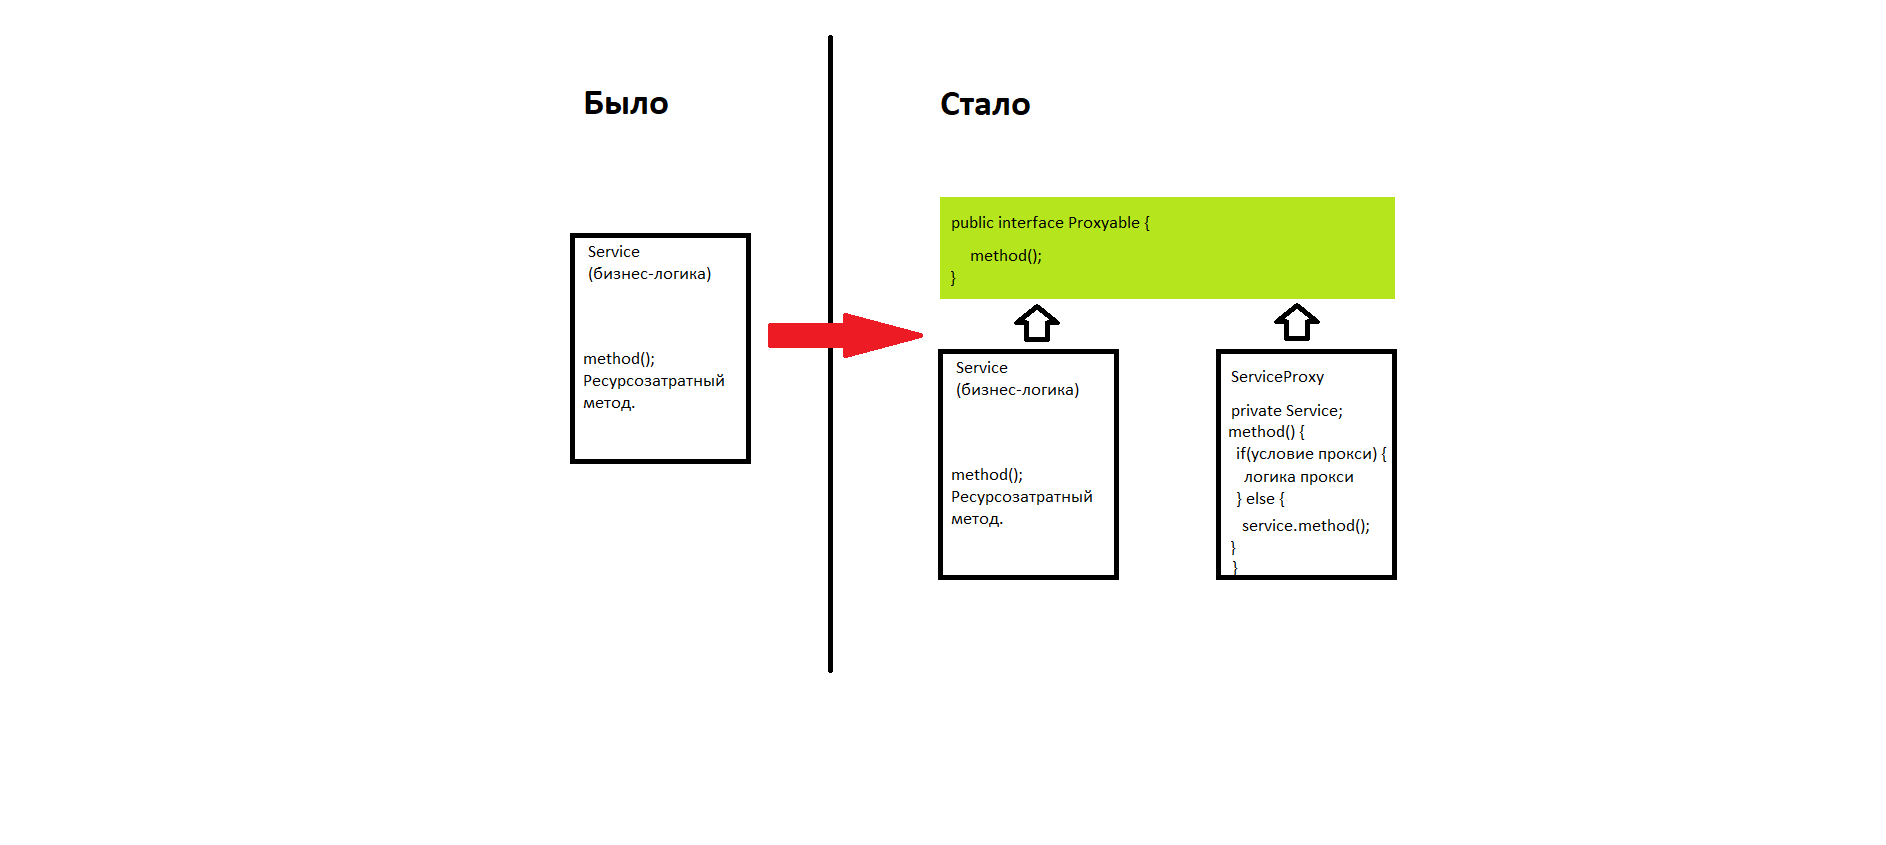 Было
Service
(бизнес-логика)
method();
Ресурсозатратный
метод.
Стало
public interface Proxyable {
method();
}
Service
(бизнес-логика)
method();
Ресурсозатратный
метод.
ServiceProxy
private Service;
method() {
if(условие прокси) {
логика прокси
} else {
service.method();
}
}